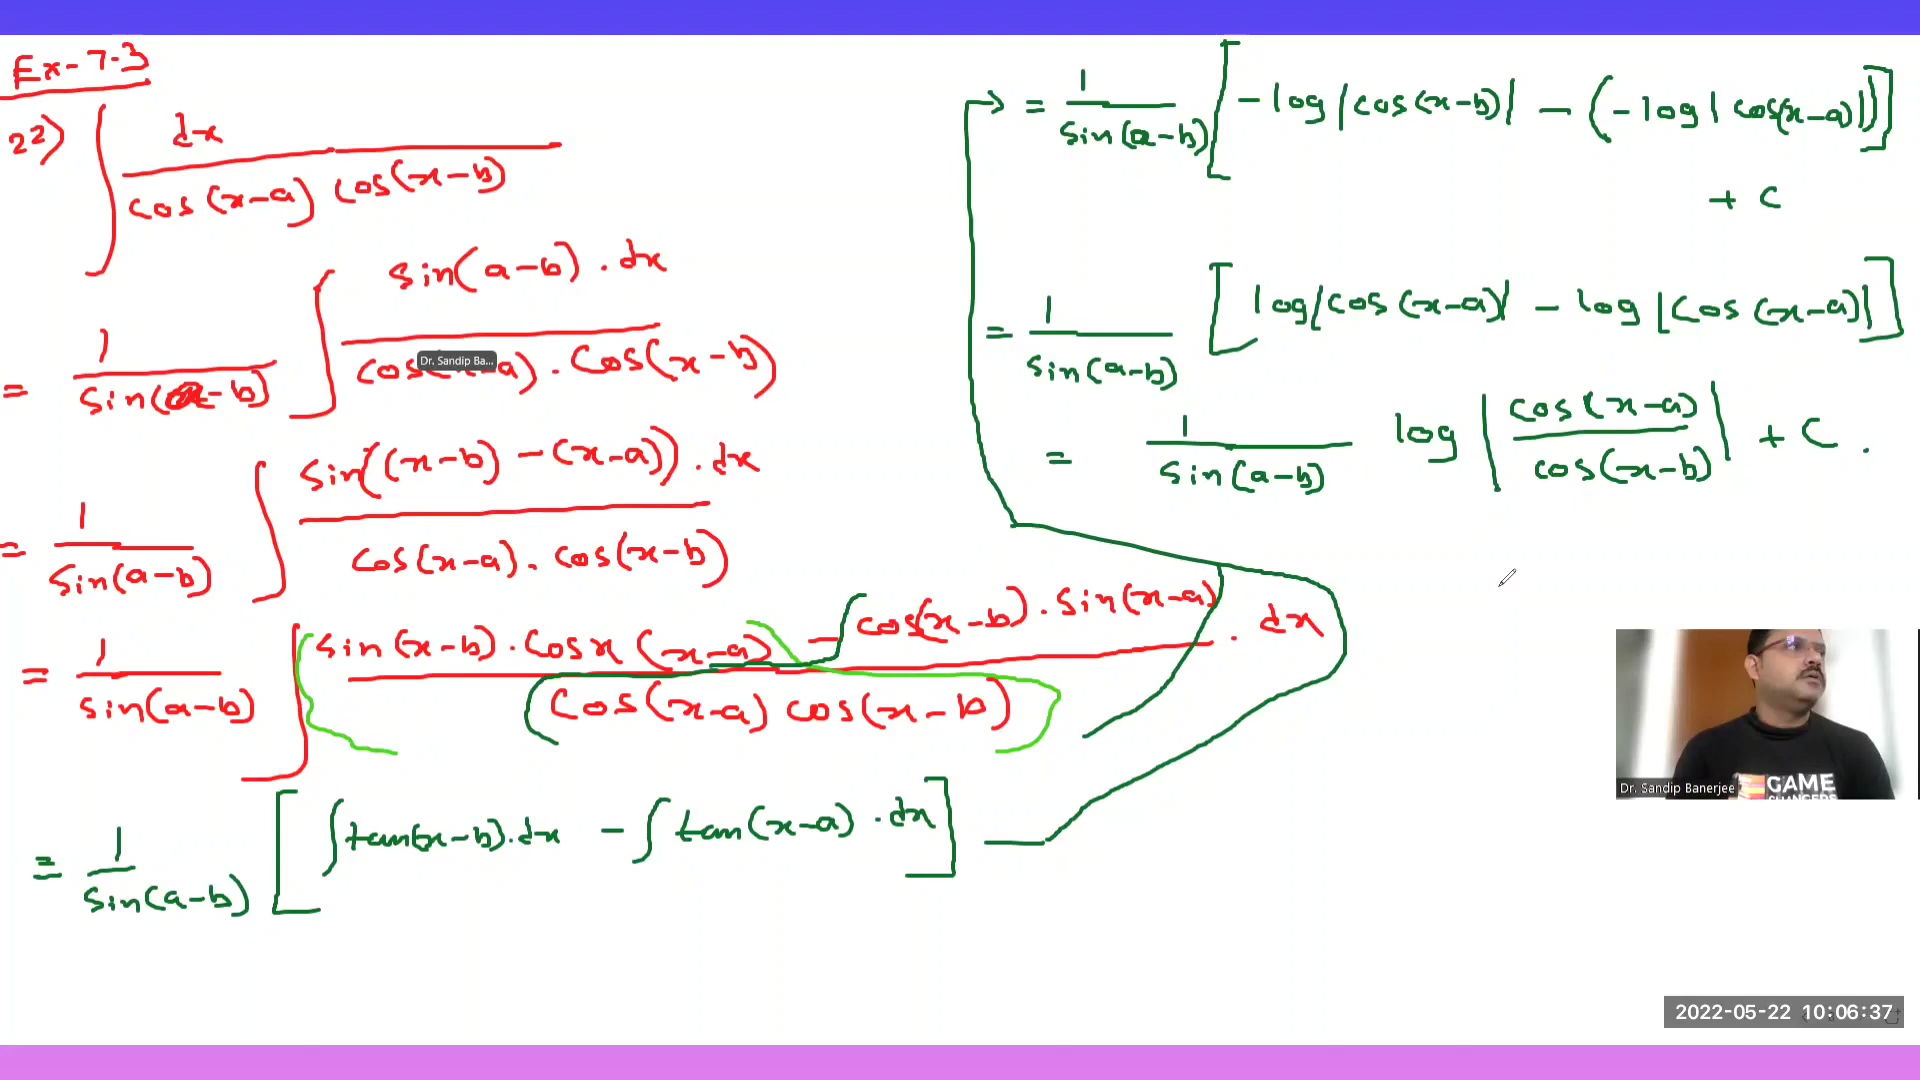 Ex-7.3
22) ∫ dx / cos(x-a) cos(x-b)
= 1/sin(a-b) ∫ sin(a-b) . dx / cos(x-a) . cos(x-b)
Dr. Sandip Ba...
= 1/sin(a-b) ∫ sin((x-b) - (x-a)) . dx / cos(x-a) . cos(x-b)
= 1/sin(a-b) ∫ sin(x-b) . cosx (x-a) - cos(x-b) . sin(x-a) / cos(x-a) cos(x-b) . dx
= 1/sin(a-b) [ ∫tan(x-b).dx - ∫tan(x-a) .dx ]
→ = 1/sin(a-b) [ -log|cos(x-b)| - (-log|cos(x-a)|) ]
+ C
= 1/sin(a-b) [ log|cos(x-a)| - log|cos(x-a)| ]
= 1/sin(a-b) log | cos(x-a) / cos(x-b) | + C .
GAME
CHANGERS
Dr. Sandip Banerjee
2022-05-22 10:06:37